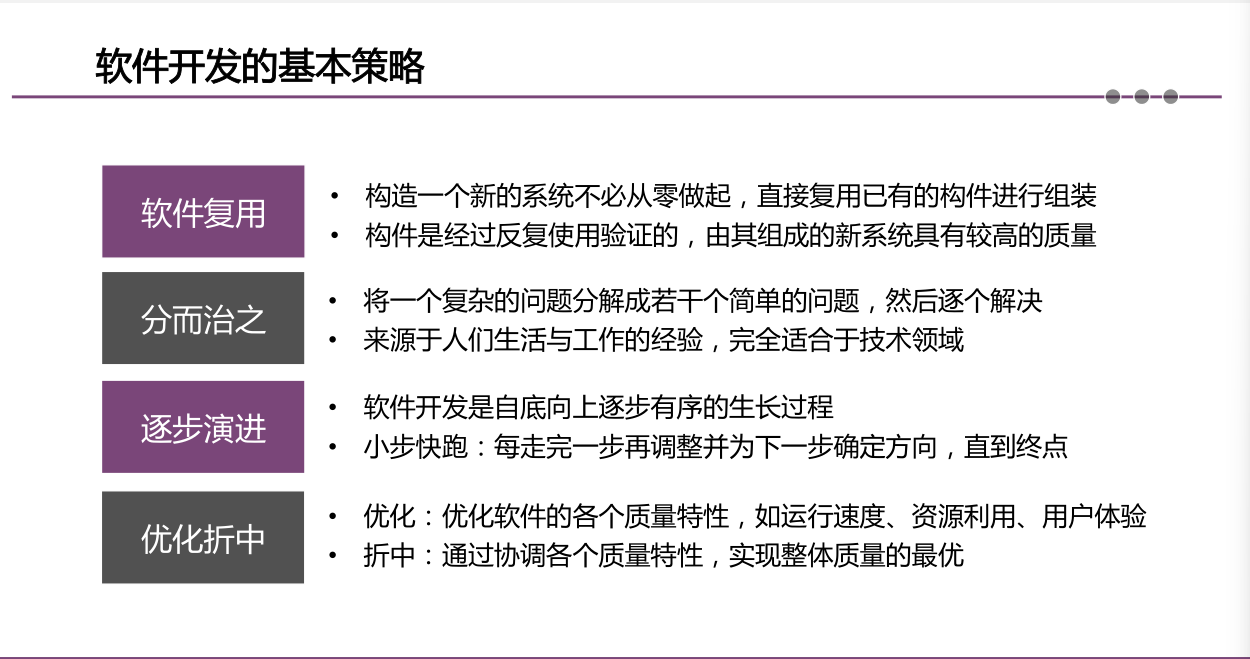 软件开发的基本策略
软件复用
• 构造一个新的系统不必从零做起，直接复用已有的构件进行组装
• 构件是经过反复使用验证的，由其组成的新系统具有较高的质量
分而治之
• 将一个复杂的问题分解成若干个简单的问题，然后逐个解决
• 来源于人们生活与工作的经验，完全适合于技术领域
逐步演进
• 软件开发是自底向上逐步有序的生长过程
• 小步快跑：每走完一步再调整并为下一步确定方向，直到终点
优化折中
• 优化：优化软件的各个质量特性，如运行速度、资源利用、用户体验
• 折中：通过协调各个质量特性，实现整体质量的最优